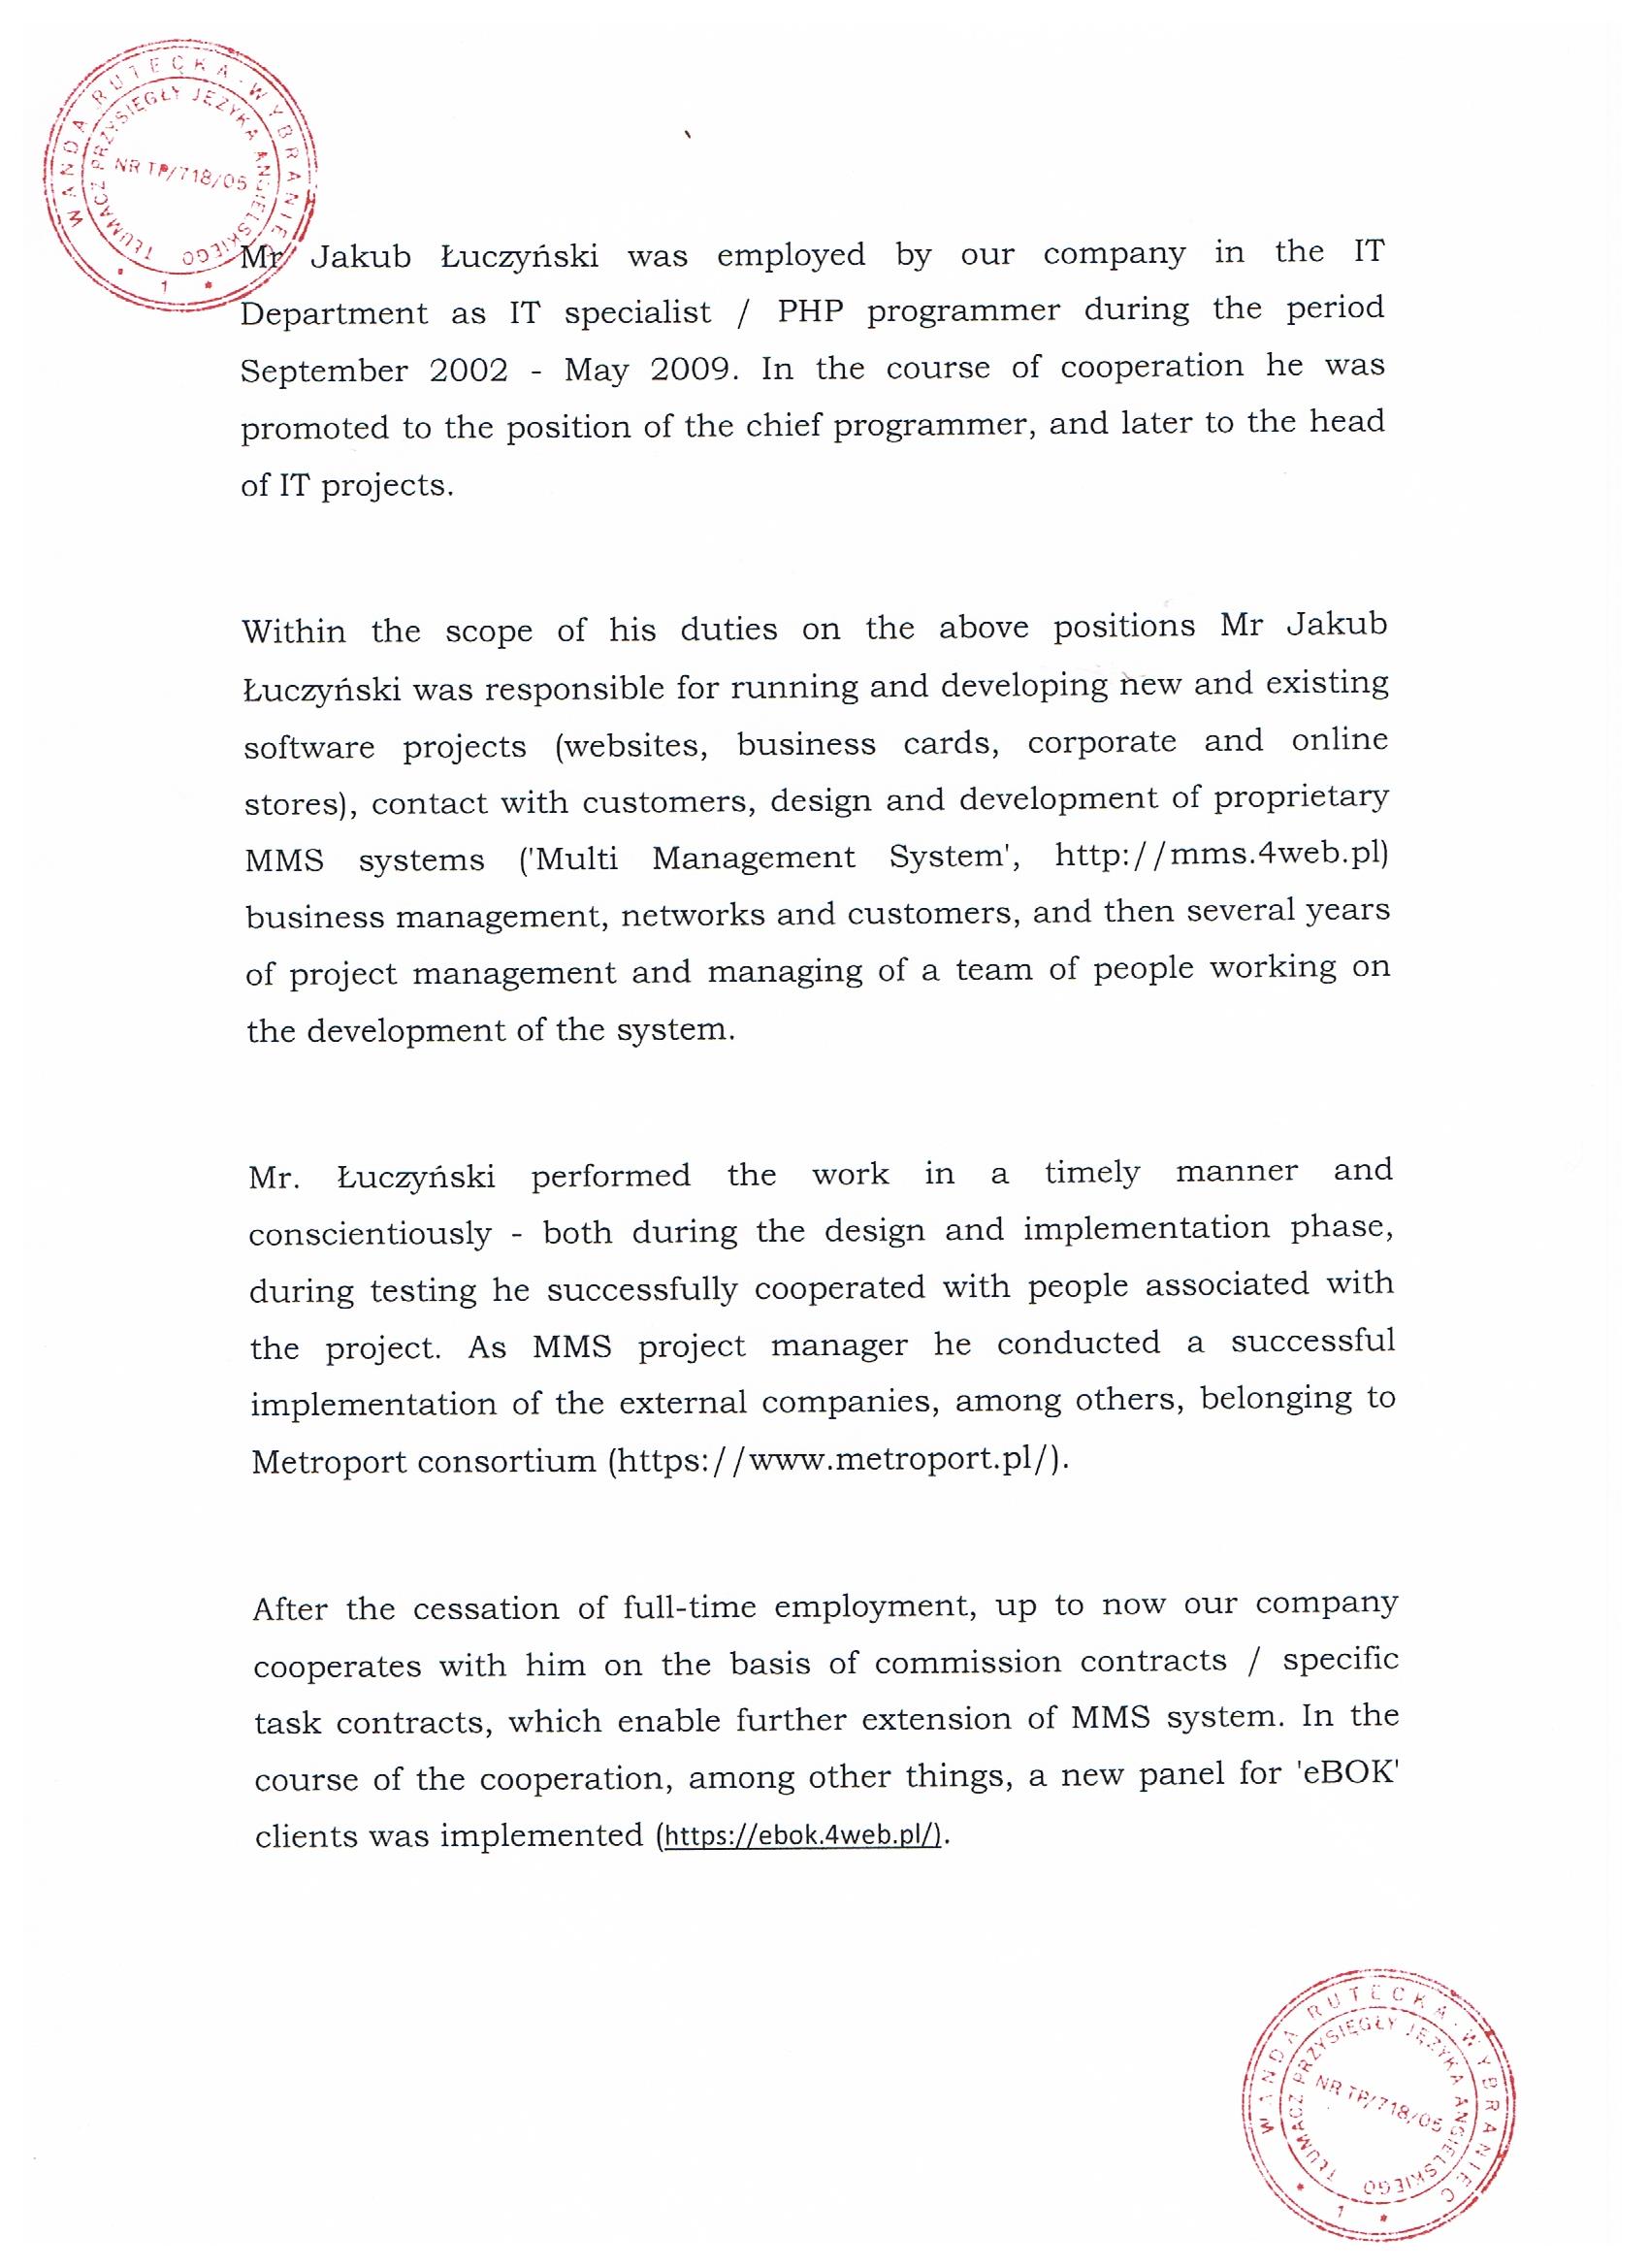 WANDA RUTECKA-WYBRANIEC
TŁUMACZ PRZYSIĘGŁY JĘZYKA ANGIELSKIEGO
NR TP/718/05
1
Mr Jakub Łuczyński was employed by our company in the IT
Department as IT specialist / PHP programmer during the period
September 2002 - May 2009. In the course of cooperation he was
promoted to the position of the chief programmer, and later to the head
of IT projects.
Within the scope of his duties on the above positions Mr Jakub
Łuczyński was responsible for running and developing new and existing
software projects (websites, business cards, corporate and online
stores), contact with customers, design and development of proprietary
MMS systems ('Multi Management System', http://mms.4web.pl)
business management, networks and customers, and then several years
of project management and managing of a team of people working on
the development of the system.
Mr. Łuczyński performed the work in a timely manner and
conscientiously - both during the design and implementation phase,
during testing he successfully cooperated with people associated with
the project. As MMS project manager he conducted a successful
implementation of the external companies, among others, belonging to
Metroport consortium (https://www.metroport.pl/).
After the cessation of full-time employment, up to now our company
cooperates with him on the basis of commission contracts / specific
task contracts, which enable further extension of MMS system. In the
course of the cooperation, among other things, a new panel for 'eBOK'
clients was implemented (https://ebok.4web.pl/).
WANDA RUTECKA-WYBRANIEC
TŁUMACZ PRZYSIĘGŁY JĘZYKA ANGIELSKIEGO
NR TP/718/05
1